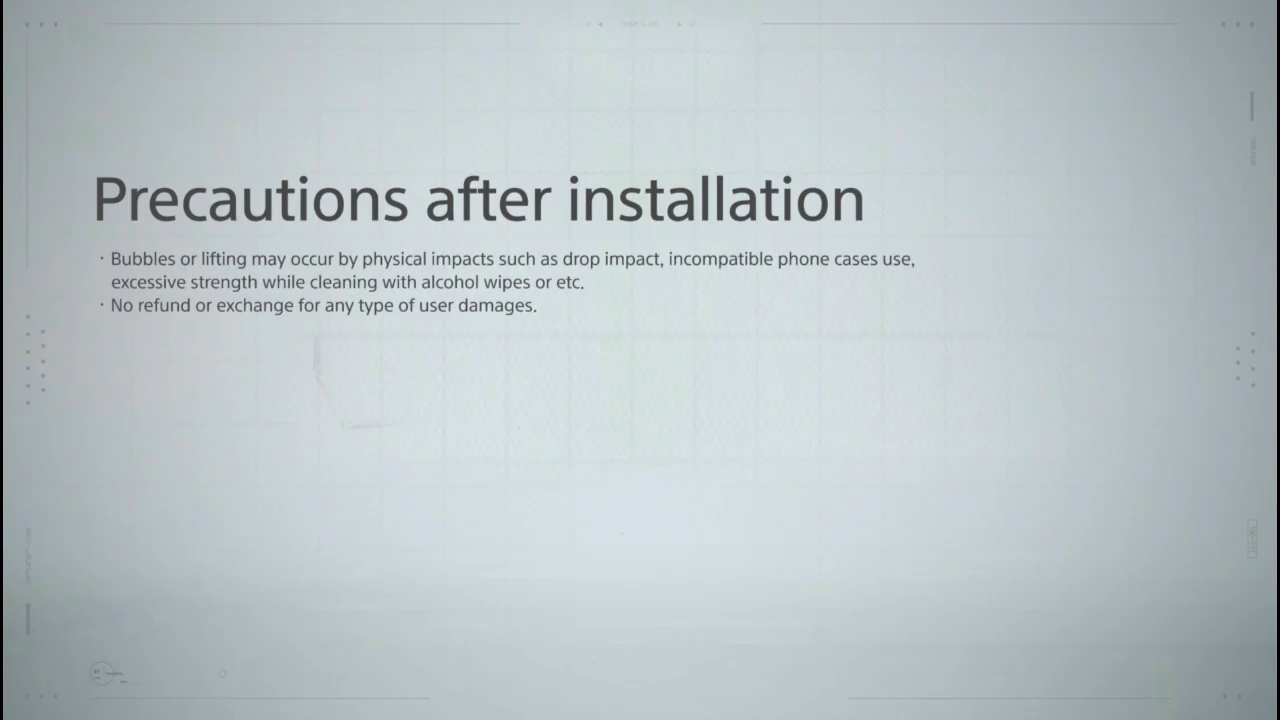 Precautions after installation
· Bubbles or lifting may occur by physical impacts such as drop impact, incompatible phone cases use,
excessive strength while cleaning with alcohol wipes or etc.
· No refund or exchange for any type of user damages.